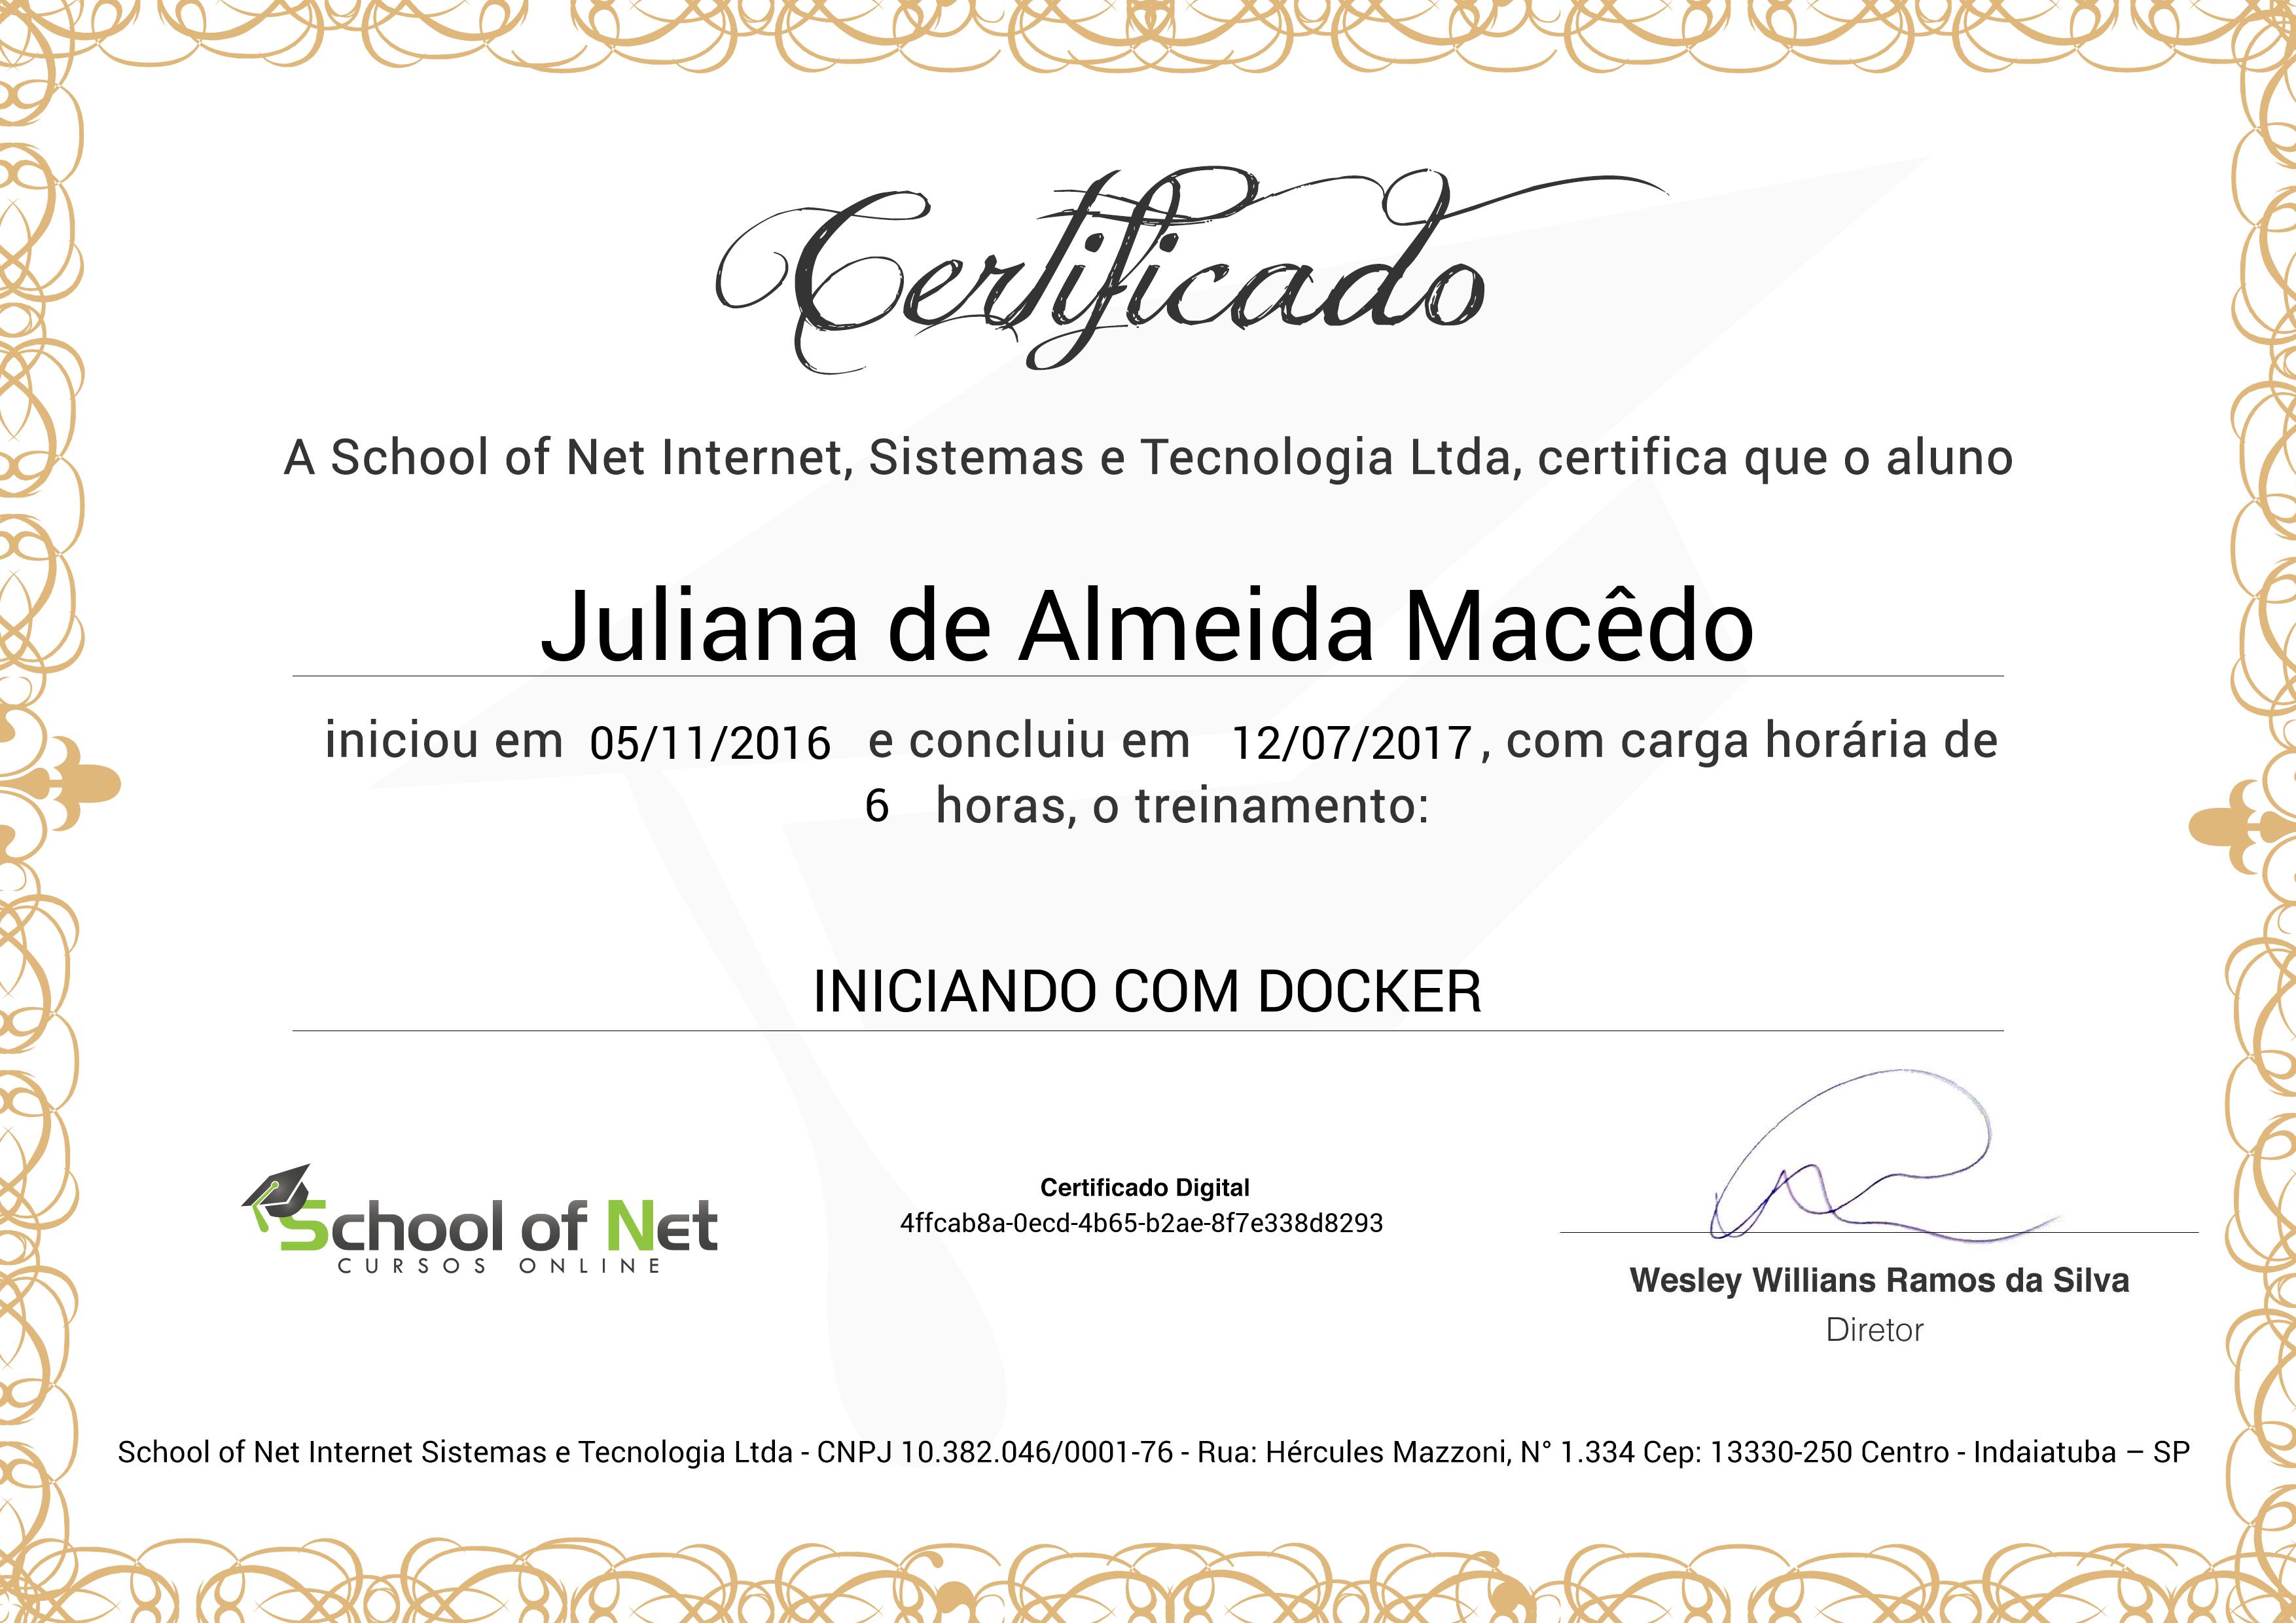 Certificado
A School of Net Internet, Sistemas e Tecnologia Ltda, certifica que o aluno
Juliana de Almeida Macêdo
iniciou em 05/11/2016 e concluiu em 12/07/2017, com carga horária de
6 horas, o treinamento:
INICIANDO COM DOCKER
School of Net
CURSOS ONLINE
Certificado Digital
4ffcab8a-0ecd-4b65-b2ae-8f7e338d8293
Wesley Willians Ramos da Silva
Diretor
School of Net Internet Sistemas e Tecnologia Ltda - CNPJ 10.382.046/0001-76 - Rua: Hércules Mazzoni, N° 1.334 Cep: 13330-250 Centro - Indaiatuba – SP